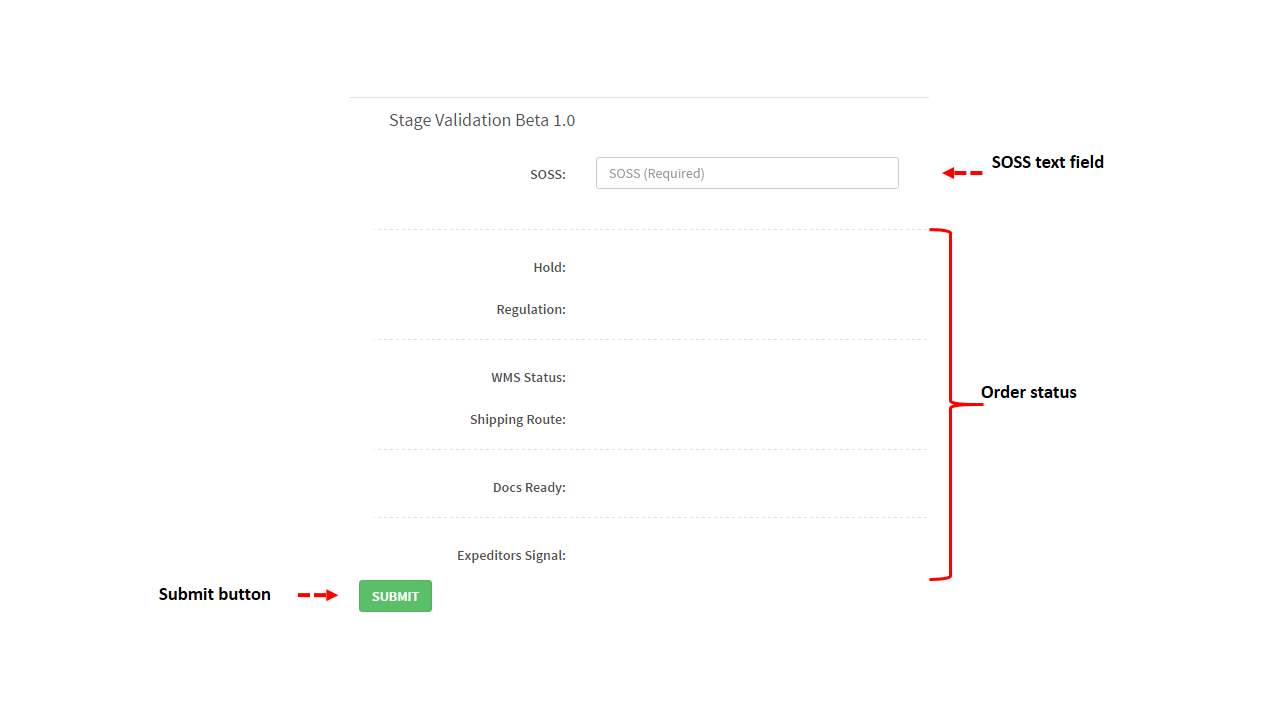 Stage Validation Beta 1.0
SOSS:
SOSS (Required)
SOSS text field
Hold:
Regulation:
WMS Status:
Order status
Shipping Route:
Docs Ready:
Expeditors Signal:
Submit button
SUBMIT